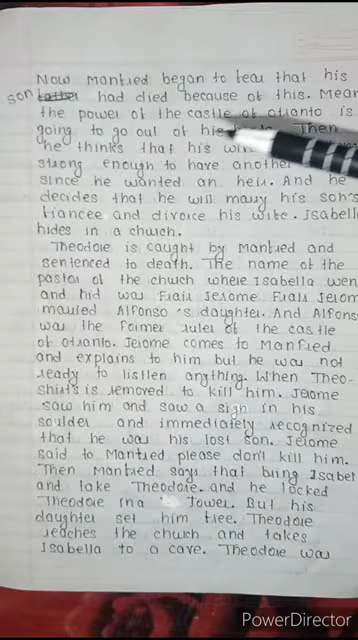 Now Manfred began to fear that his
son had died because of this. Mean
the power of the castle of otranto is
going to go out of his Then
he thinks that his wi
strong enough to have another
since he wanted an heir. And he
decides that he will marry his son's
fiancee and divorce his wife. Isabell
hides in a church.
Theodore is caught by Manfred and
sentenced to death. The name of the
pastor of the church where Isabella wen
and hid was Friar Jerome. Friar Jerom
married Alfonso's daughter. And Alfons
was the former ruler of the castle
of otranto. Jerome comes to Manfred
and explains to him but he was not
ready to listlen anything. When Theo-
shirts is removed to kill him. Jerome
saw him and saw a sign in his
soulder and immediately recognized
that he was his lost son. Jerome
said to Manfred please don't kill him.
Then Manfred says that bring Isabel
and take Theodore. and he locked
Theodore in a Tower. But his
daughter set him free. Theodore
reaches the church and takes
Isabella to a cave. Theodore was
PowerDirector